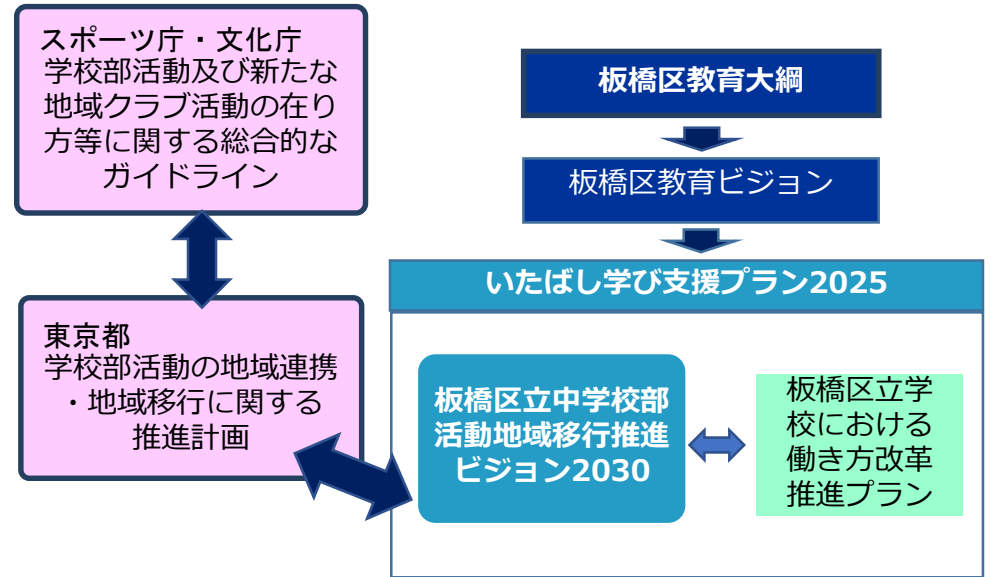 スポーツ庁・文化庁
学校部活動及び新たな
地域クラブ活動の在り
方等に関する総合的な
ガイドライン
東京都
学校部活動の地域連携
・地域移行に関する
推進計画
板橋区教育大綱
板橋区教育ビジョン
いたばし学び支援プラン2025
板橋区立中学校部
活動地域移行推進
ビジョン2030
板橋区立学
校における
働き方改革
推進プラン